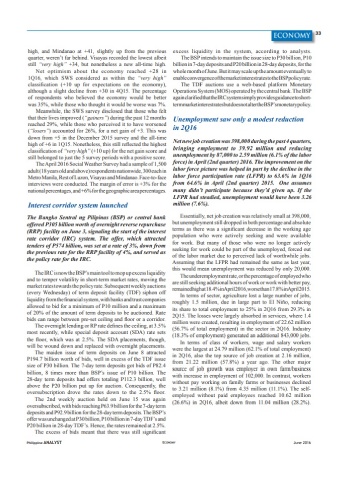 ECONOMY 33
high, and Mindanao at +41, slightly up from the previous
quarter, weren't far behind. Visayas recorded the lowest albeit
still "very high" +34, but nonetheless a new all-time high.
Net optimism about the economy reached +28 in
1Q16, which SWS considered as within the "very high"
classification (+10 up for expectations on the economy),
although a slight decline from +30 in 4Q15. The percentage
of respondents who believed the economy would be better
was 35%, while those who thought it would be worse was 7%.
Meanwhile, the SWS survey disclosed that those who felt
that their lives improved ("gainers") during the past 12 months
reached 29%, while those who perceived it to have worsened
("losers") accounted for 26%, for a net gain of +3. This was
down from +5 in the December 2015 survey and the all-time
high of +6 in 1Q15. Nonetheless, this still reflected the highest
classification of "very high" (+10 up) for the net gain score and
still belonged to just the 5 survey periods with a positive score.
The April 2016 Social Weather Survey had a sample of 1,500
adult (18 years old and above) respondents nationwide, 300 each in
Metro Manila, Rest of Luzon, Visayas and Mindanao. Face-to-face
interviews were conducted. The margin of error is ±3% for the
national percentages, and ±6% for the geographic area percentages.
Interest corridor system launched
The Bangko Sentral ng Pilipinas (BSP) or central bank
offered P105 billion worth of overnight reverse repurchase
(RRP) facility on June 3, signaling the start of the interest
rate corridor (IRC) system. The offer, which attracted
tenders of P574 billion, was set at a rate of 3%, down from
the previous rate for the RRP facility of 4%, and served as
the policy rate for the IRC.
The IRC is now the BSP's main tool to mop up excess liquidity
and to temper volatility in short-term market rates, moving the
market rates towards the policy rate. Subsequent weekly auctions
(every Wednesday) of term deposit facility (TDF) siphon off
liquidity from the financial system, with banks and trust companies
allowed to bid for a minimum of P10 million and a maximum
of 20% of the amount of term deposits to be auctioned. Rate
bids can range between pre-set ceiling and floor or a corridor.
The overnight lending or RP rate defines the ceiling, at 3.5%
most recently, while special deposit account (SDA) rate sets
the floor, which was at 2.5%. The SDA placements, though,
will be wound down and replaced with overnight placements.
The maiden issue of term deposits on June 8 attracted
P194.7 billion worth of bids, well in excess of the TDF issue
size of P30 billion. The 7-day term deposits got bids of P82.4
billion, 8 times more than BSP's issue of P10 billion. The
28-day term deposits had offers totaling P112.3 billion, well
above the P20 billion put up for auction. Consequently, the
oversubscription drove the rates down to the 2.5% floor.
The 2nd weekly auction held on June 15 was again
oversubscribed, with bids reaching P63.9 billion for the 7-day term
deposits and P92.9 billion for the 28-day term deposits. The BSP's
offer was unchanged at P30 billion, P10 billion in 7-day TDF's and
P20 billion in 28-day TDF's. Hence, the rates remained at 2.5%.
The excess of bids meant that there was still significant
excess liquidity in the system, according to analysts.
The BSP intends to maintain the issue size to P30 billion, P10
billion in 7-day deposits and P20 billion in 28-day deposits, for the
whole month of June. But it may scale up the amount eventually to
enable convergence of the market interest rates to the BSP policy rate.
The TDF auctions use a web-based platform Monetary
Operations System (MOS) operated by the central bank. The BSP
again clarified that the IRC system simply provides guidance to short-
term market interest rates but does not alter the BSP's monetary policy.
Unemployment saw only a modest reduction
in 2Q16
Net new job creation was 398,000 during the past 4 quarters,
bringing employment to 39.92 million and reducing
unemployment by 87,000 to 2.59 million (6.1% of the labor
force) in April (2nd quarter) 2016. The improvement on the
labor force picture was helped in part by the decline in the
labor force participation rate (LFPR) to 63.6% in 1Q16
from 64.6% in April (2nd quarter) 2015. One assumes
many didn't participate because they'd given up. If the
LFPR had steadied, unemployment would have been 3.26
million (7.6%).
Essentially, net job creation was relatively small at 398,000,
but unemployment still dropped in both percentage and absolute
terms as there was a significant decrease in the working age
population who were actively seeking and were available
for work. But many of those who were no longer actively
seeking for work could be part of the unemployed, forced out
of the labor market due to perceived lack of worthwhile jobs.
Assuming that the LFPR had remained the same as last year,
this would mean unemployment was reduced by only 20,000.
The underemployment rate, or the percentage of employed who
are still seeking additional hours of work or work with better pay,
remained high at 18.4% in April 2016, worse than 17.8% in April 2015.
In terms of sector, agriculture lost a large number of jobs,
roughly 1.5 million, due in large part to El Niño, reducing
its share to total employment to 25% in 2Q16 from 29.3% in
2Q15. The losses were largely absorbed in services, where 1.4
million were created, resulting in employment of 22.62 million
(56.7% of total employment) in the sector in 2Q16. Industry
(18.3% of employment) generated an additional 843,000 jobs.
In terms of class of workers, wage and salary workers
were the largest at 24.79 million (62.1% of total employment)
in 2Q16, also the top source of job creation at 2.16 million,
from 21.22 million (57.8%) a year ago. The other major
source of job growth was employer in own farm/business
with increase in employment of 102,000. In contrast, workers
without pay working on family farms or businesses declined
to 3.21 million (8.1%) from 4.35 million (11.1%). The self-
employed without paid employees reached 10.62 million
(26.6%) in 2Q16, albeit down from 11.04 million (28.2%).
Philippine ANALYST
ECONOMY
June 2016